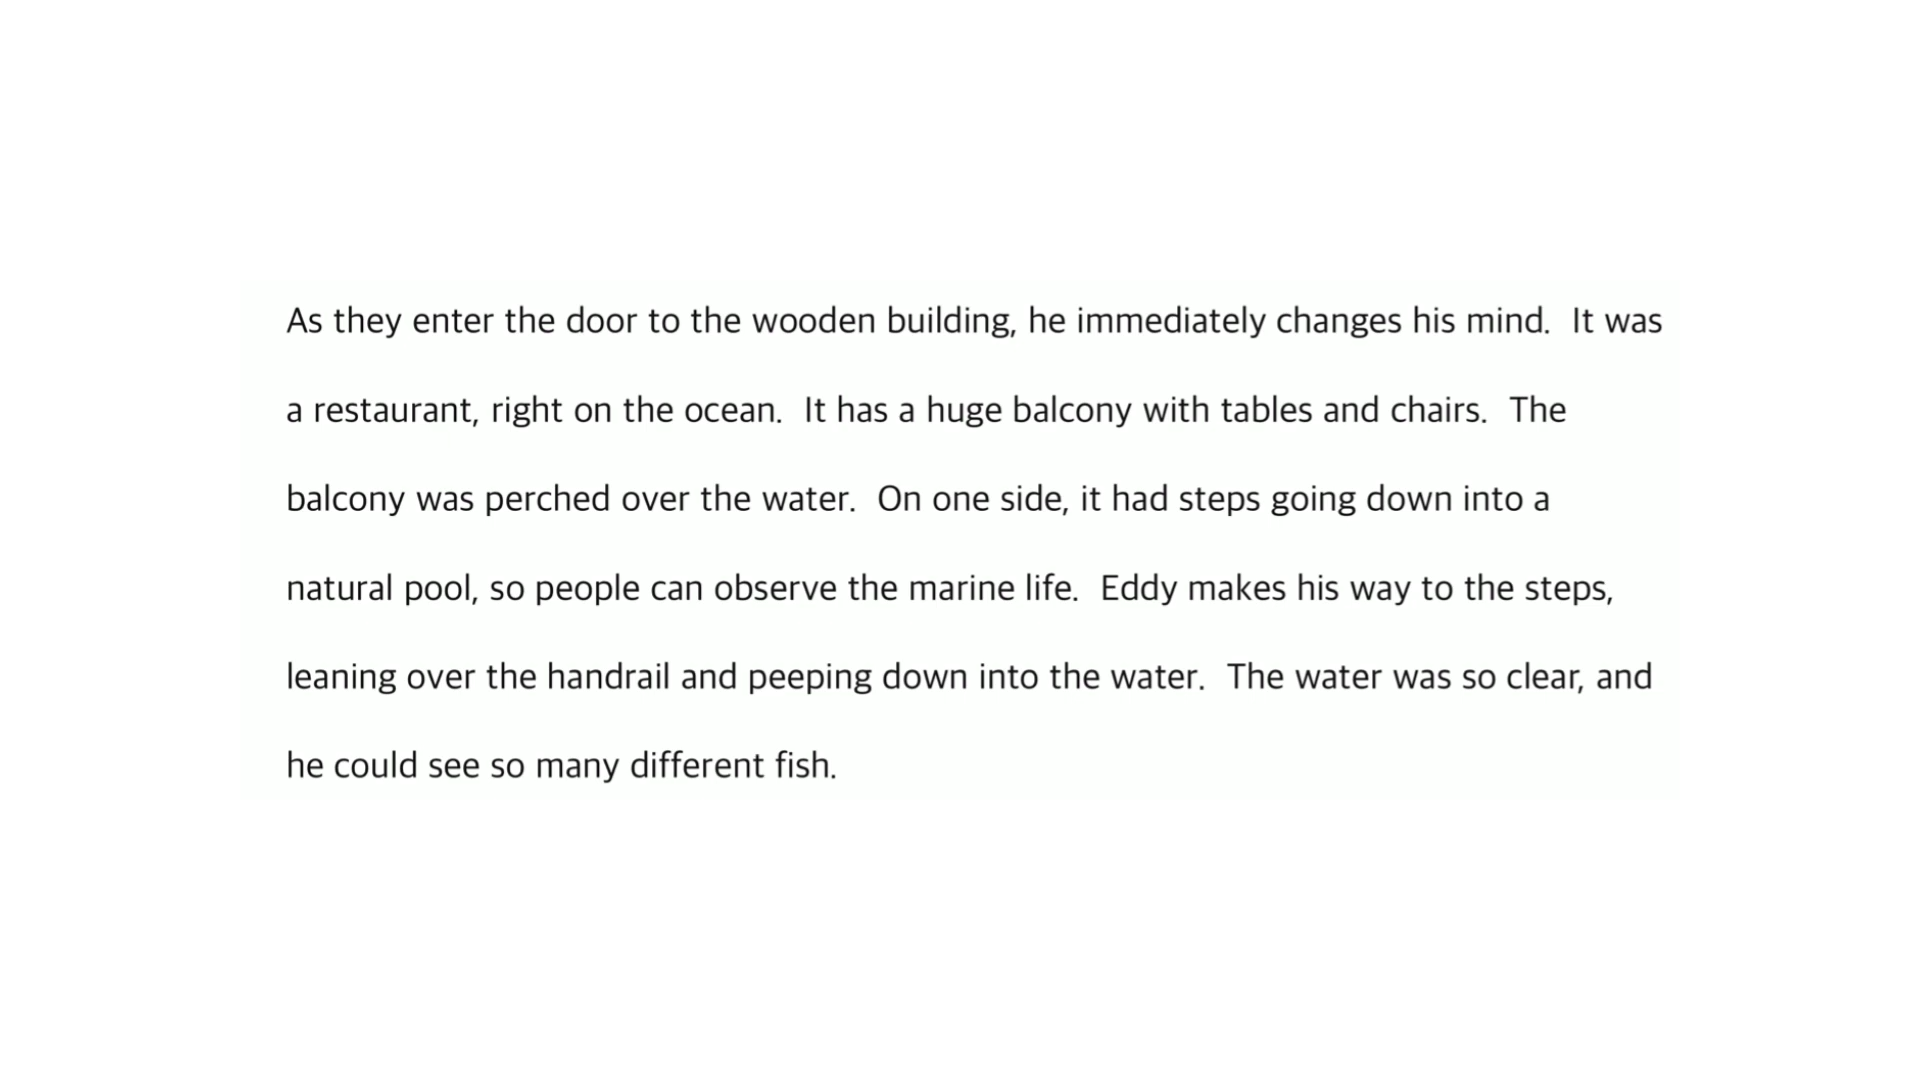 As they enter the door to the wooden building, he immediately changes his mind.  It was
a restaurant, right on the ocean.  It has a huge balcony with tables and chairs.  The
balcony was perched over the water.  On one side, it had steps going down into a
natural pool, so people can observe the marine life.  Eddy makes his way to the steps,
leaning over the handrail and peeping down into the water.  The water was so clear, and
he could see so many different fish.